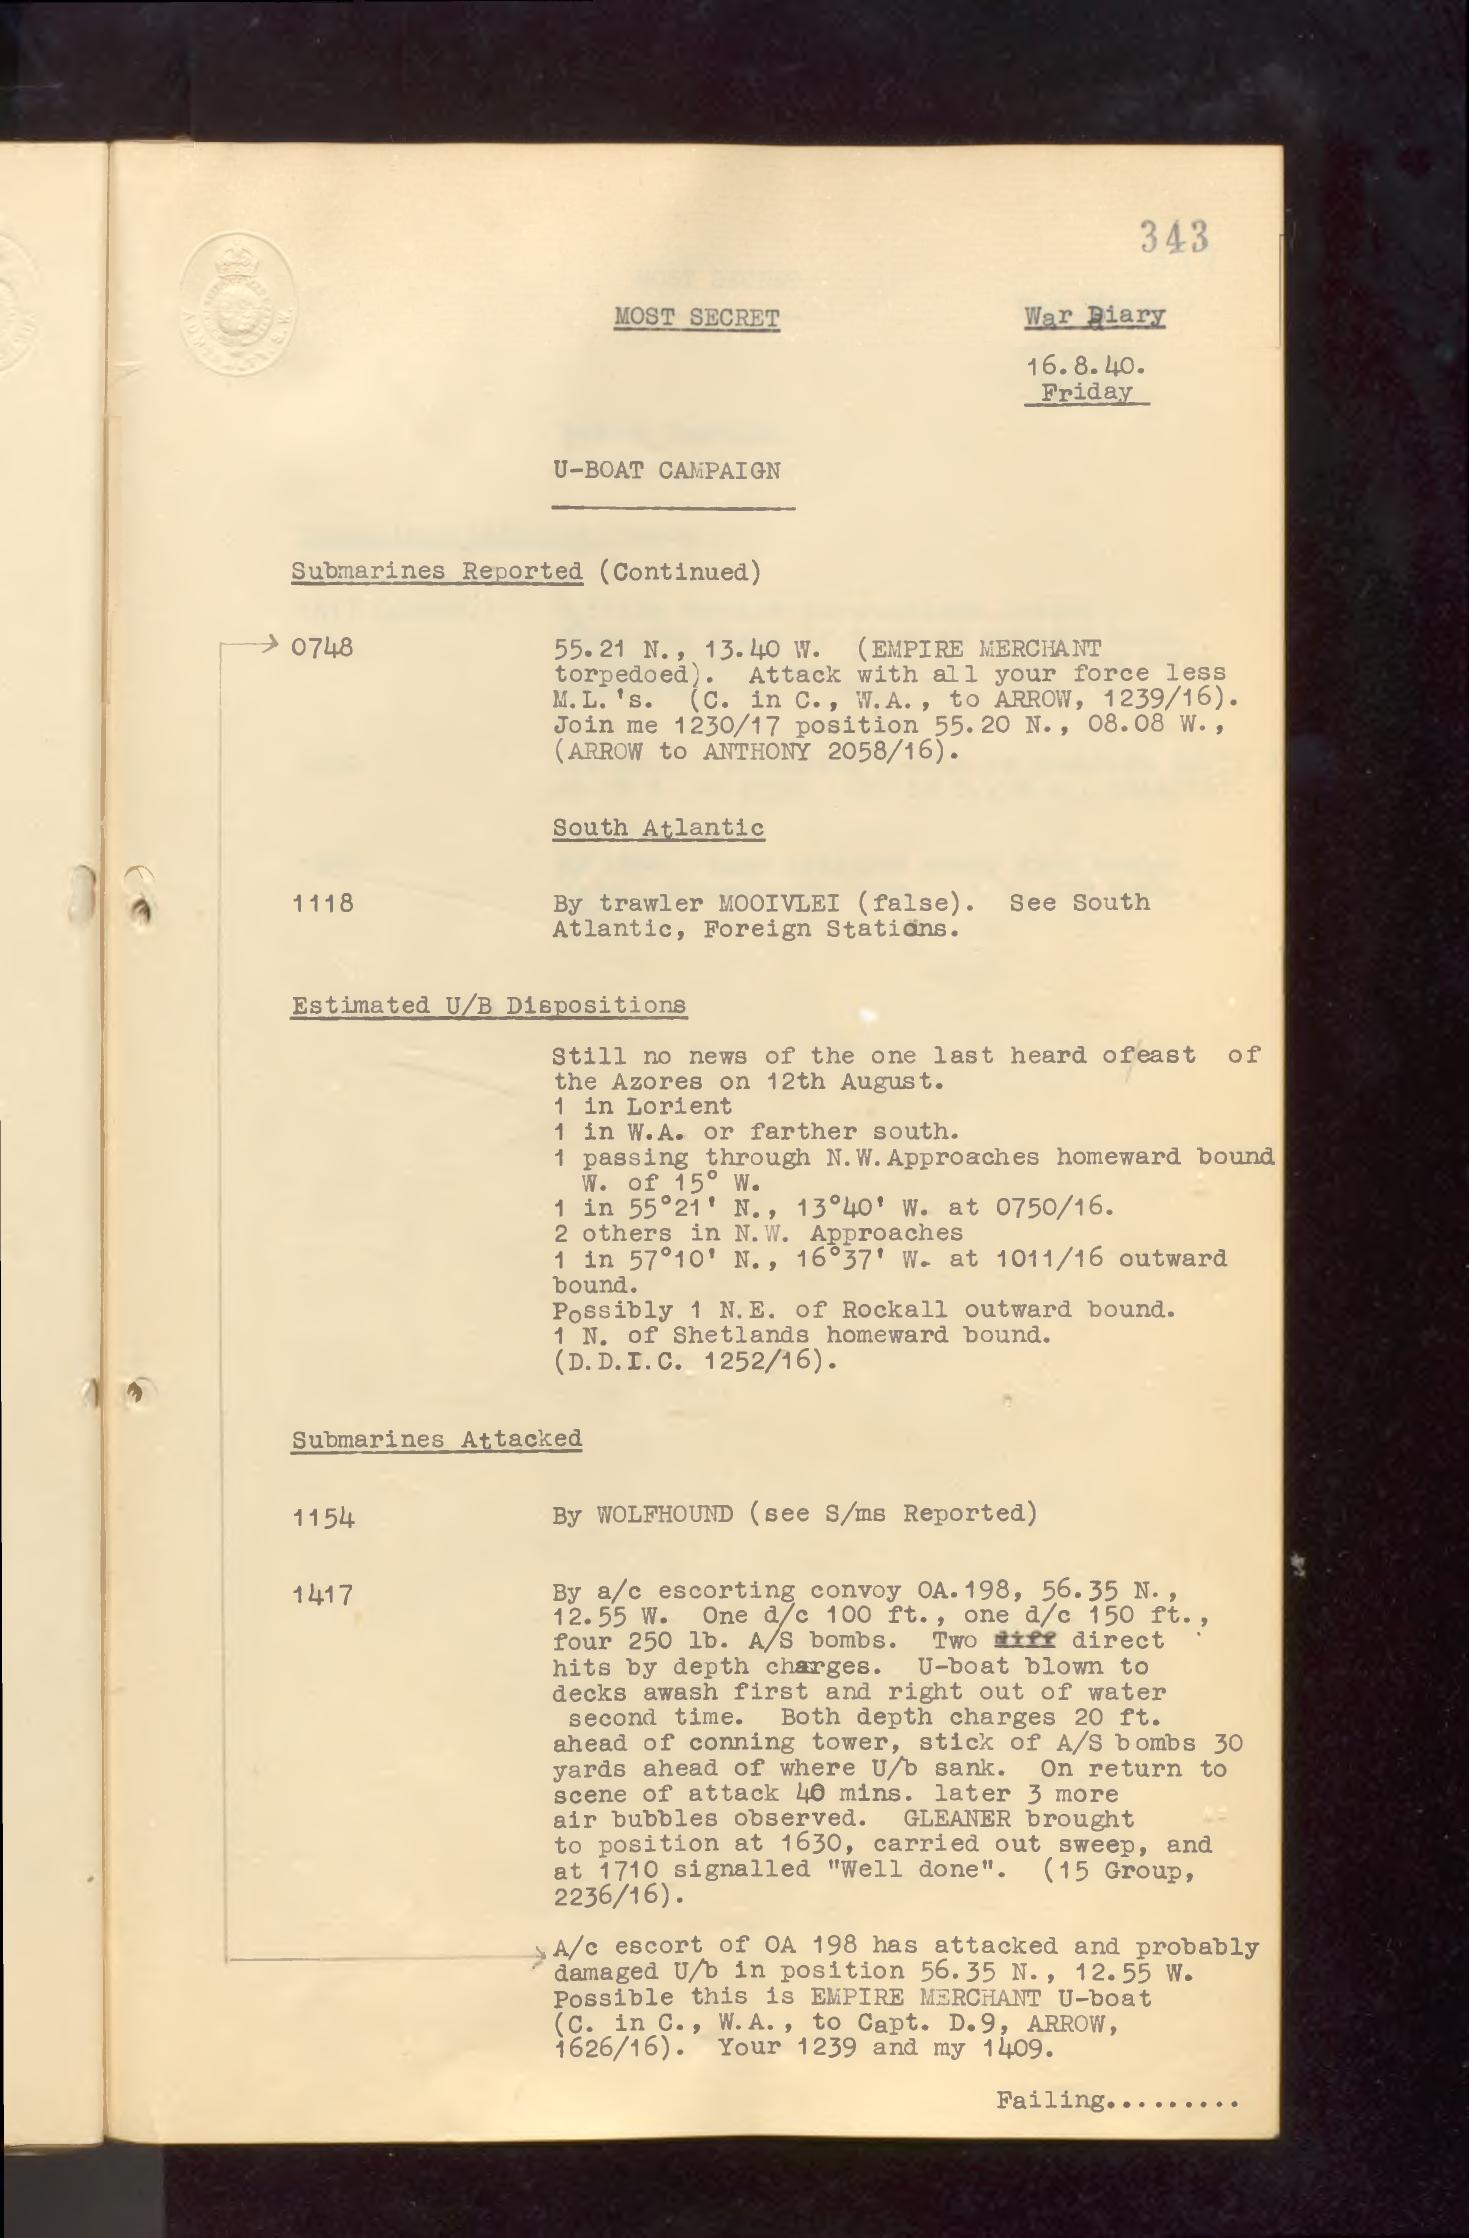 343
MOST SECRET
War Diary
16.8.40.
Friday
U-BOAT CAMPAIGN
Submarines Reported (Continued)
0748
55.21 N., 13.40 W. (EMPIRE MERCHANT
torpedoed). Attack with all your force less
M.L.'s. (C. in C., W.A., to ARROW, 1239/16).
Join me 1230/17 position 55.20 N., 08.08 W.,
(ARROW to ANTHONY 2058/16).
South Atlantic
1118
By trawler MOOIVLEI (false). See South
Atlantic, Foreign Stations.
Estimated U/B Dispositions
Still no news of the one last heard of/east of
the Azores on 12th August.
1 in Lorient
1 in W.A. or farther south.
1 passing through N.W.Approaches homeward bound
W. of 15° W.
1 in 55°21' N., 13°40' W. at 0750/16.
2 others in N.W. Approaches
1 in 57°10' N., 16°37' W. at 1011/16 outward
bound.
Possibly 1 N.E. of Rockall outward bound.
1 N. of Shetlands homeward bound.
(D.D.I.C. 1252/16).
Submarines Attacked
1154
By WOLFHOUND (see S/ms Reported)
1417
By a/c escorting convoy OA.198, 56.35 N.,
12.55 W. One d/c 100 ft., one d/c 150 ft.,
four 250 lb. A/S bombs. Two diff direct
hits by depth charges. U-boat blown to
decks awash first and right out of water
second time. Both depth charges 20 ft.
ahead of conning tower, stick of A/S bombs 30
yards ahead of where U/b sank. On return to
scene of attack 40 mins. later 3 more
air bubbles observed. GLEANER brought
to position at 1630, carried out sweep, and
at 1710 signalled "Well done". (15 Group,
2236/16).
A/c escort of OA 198 has attacked and probably
damaged U/b in position 56.35 N., 12.55 W.
Possible this is EMPIRE MERCHANT U-boat
(C. in C., W.A., to Capt. D.9, ARROW,
1626/16). Your 1239 and my 1409.
Failing.........